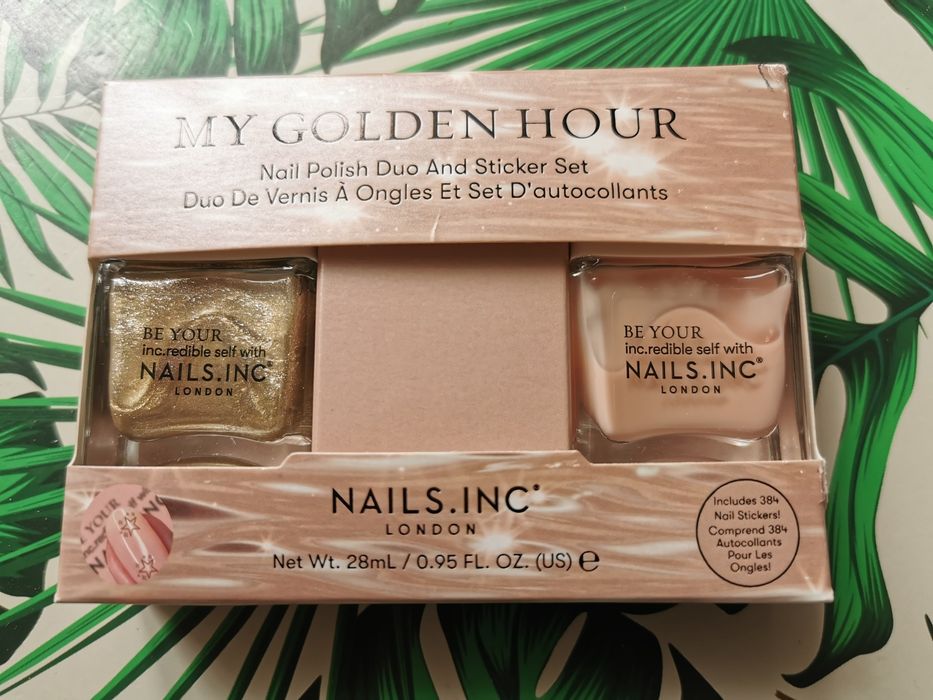 MY GOLDEN HOUR
Nail Polish Duo And Sticker Set
Duo De Vernis À Ongles Et Set D'autocollants
BE YOUR
inc.redible self with
NAILS.INC®
LONDON
BE YOUR
inc.redible self with
NAILS.INC®
LONDON
NAILS.INC®
LONDON
Net Wt. 28mL / 0.95 FL. OZ. (US) ℮
Includes 384
Nail Stickers!
Comprend 384
Autocollants
Pour Les
Ongles!
YOUR